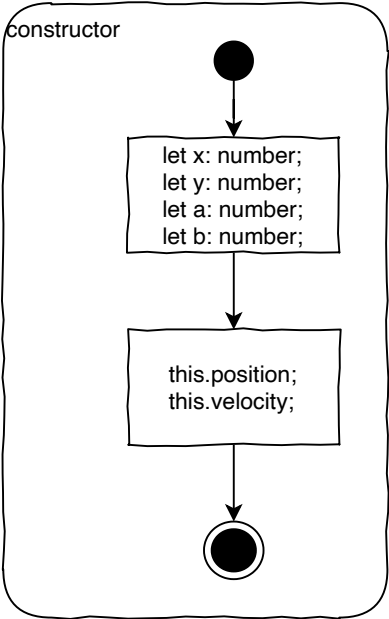 constructor
let x: number;
let y: number;
let a: number;
let b: number;
this.position;
this.velocity;